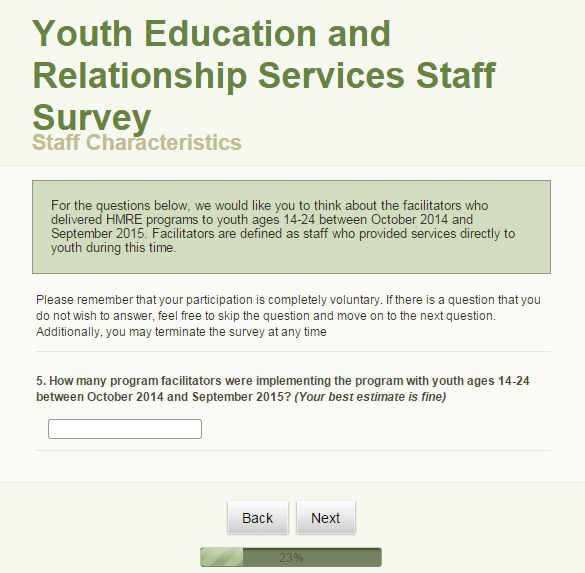 Youth Education and
Relationship Services Staff
Survey
Staff Characteristics
For the questions below, we would like you to think about the facilitators who
delivered HMRE programs to youth ages 14-24 between October 2014 and
September 2015. Facilitators are defined as staff who provided services directly to
youth during this time.
Please remember that your participation is completely voluntary. If there is a question that you
do not wish to answer, feel free to skip the question and move on to the next question.
Additionally, you may terminate the survey at any time
5. How many program facilitators were implementing the program with youth ages 14-24
between October 2014 and September 2015? (Your best estimate is fine)
Back Next
23%